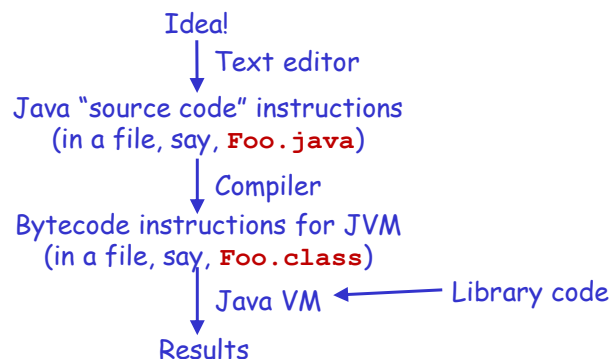 Idea!
Text editor
Java “source code” instructions
(in a file, say, Foo.java)
Compiler
Bytecode instructions for JVM
(in a file, say, Foo.class)
Java VM
Library code
Results